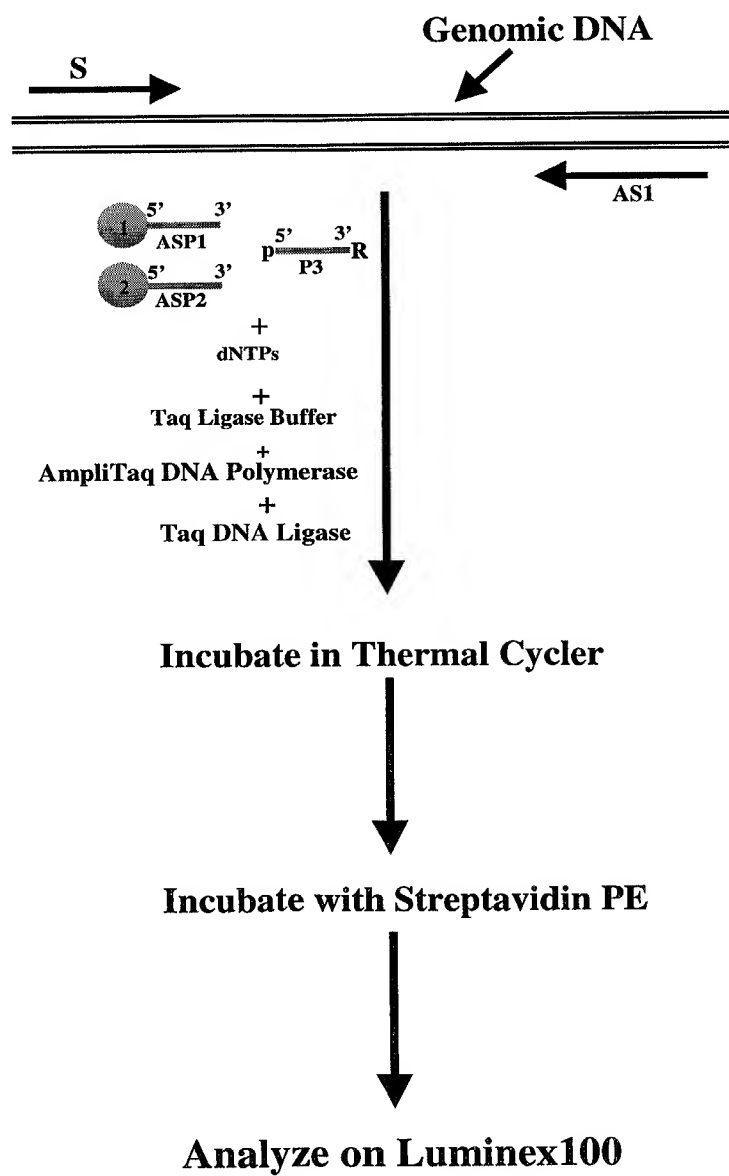 Genomic DNA
S
AS1
1 5’ 3’
ASP1
p 5’ 3’ R
P3
2 5’ 3’
ASP2
+
dNTPs
+
Taq Ligase Buffer
+
AmpliTaq DNA Polymerase
+
Taq DNA Ligase
Incubate in Thermal Cycler
Incubate with Streptavidin PE
Analyze on Luminex100